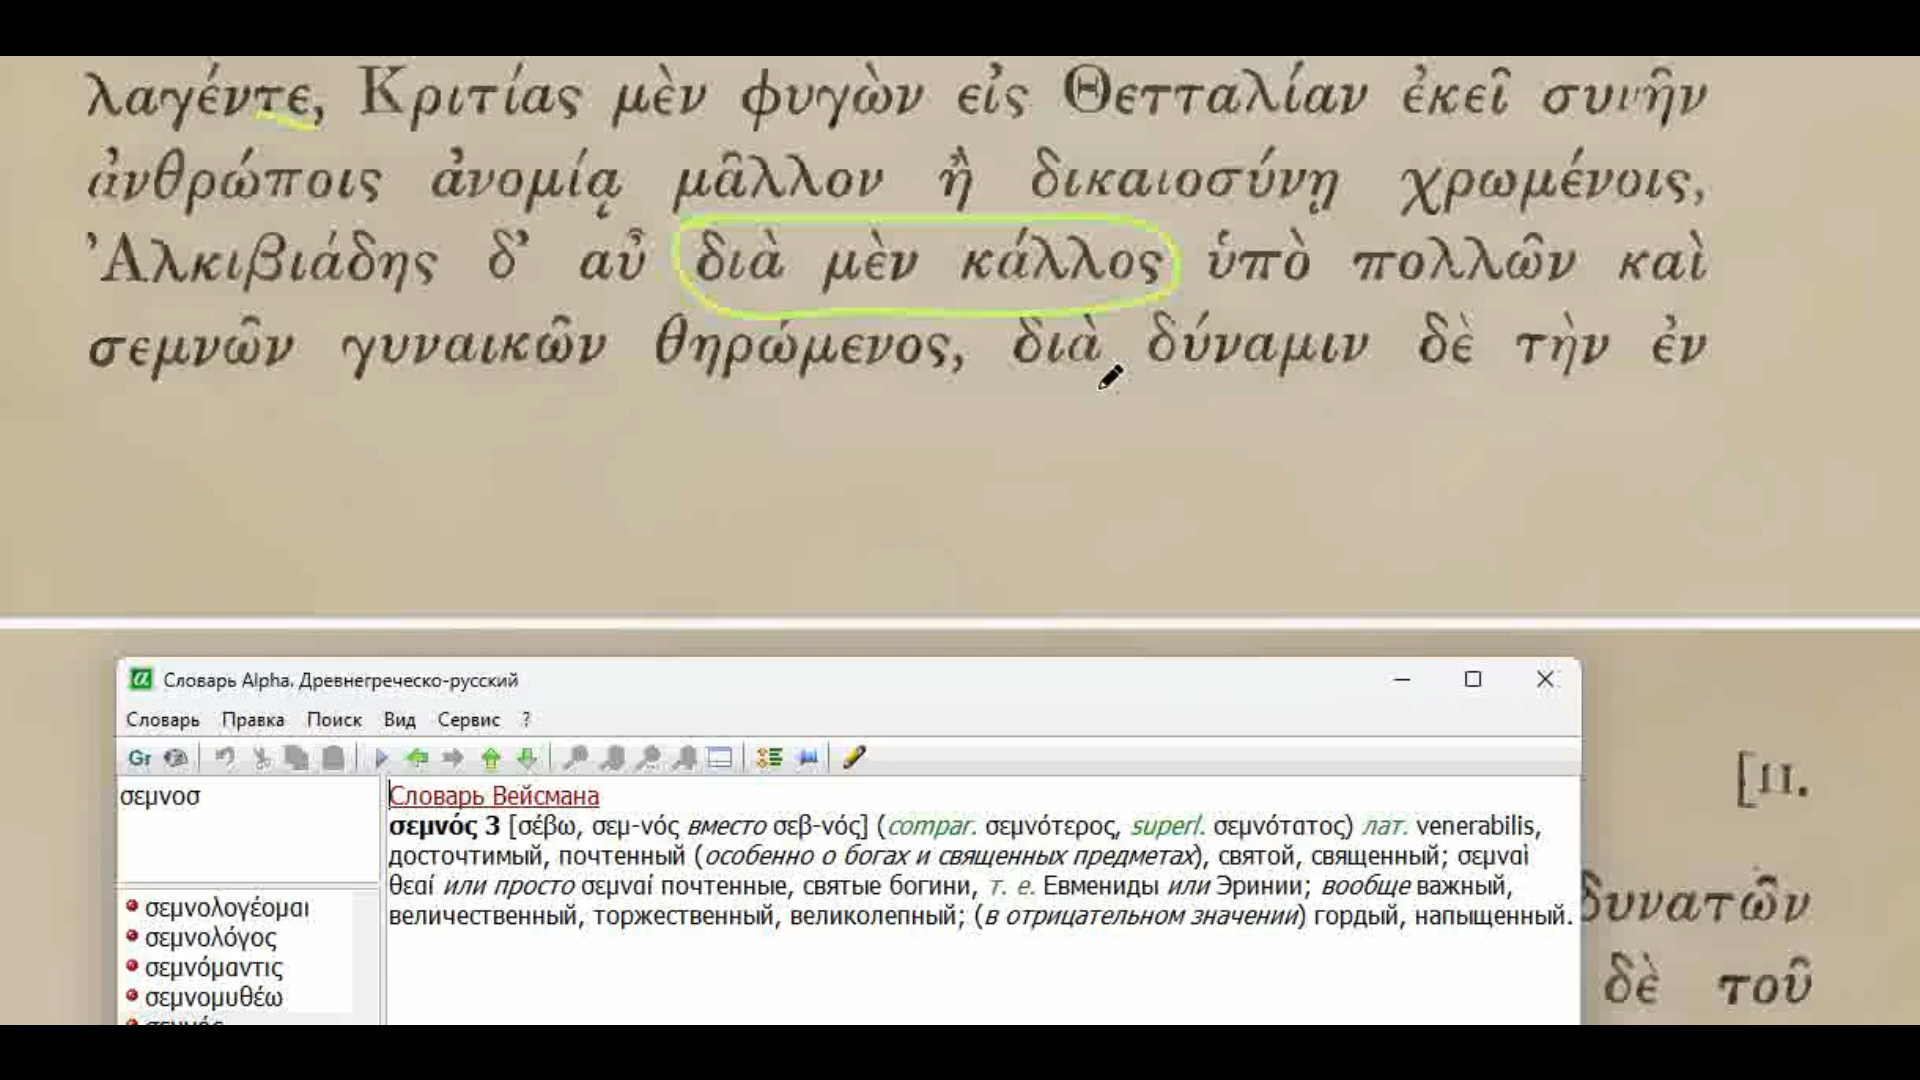 λαγέντε, Κριτίας μὲν φυγὼν εἰς Θετταλίαν ἐκεῖ συνῆν
ἀνθρώποις ἀνομίᾳ μᾶλλον ἢ δικαιοσύνῃ χρωμένοις,
Ἀλκιβιάδης δ’ αὖ διὰ μὲν κάλλος ὑπὸ πολλῶν καὶ
σεμνῶν γυναικῶν θηρώμενος, διὰ δύναμιν δὲ τὴν ἐν
Словарь Alpha. Древнегреческо-русский
Словарь Правка Поиск Вид Сервис ?
Gr
σεμνοσ
Словарь Вейсмана
σεμνός 3 [σέβω, σεμ-νός вместо σεβ-νός] (compar. σεμνότερος, superl. σεμνότατος) лат. venerabilis,
досточтимый, почтенный (особенно о богах и священных предметах), святой, священный; σεμναὶ
θεαί или просто σεμναί почтенные, святые богини, т. е. Евмениды или Эринии; вообще важный,
величественный, торжественный, великолепный; (в отрицательном значении) гордый, напыщенный.
σεμνολογέομαι
σεμνολόγος
σεμνόμαντις
σεμνομυθέω
σεμνός
[II.
δυνατῶν
δὲ τοῦ